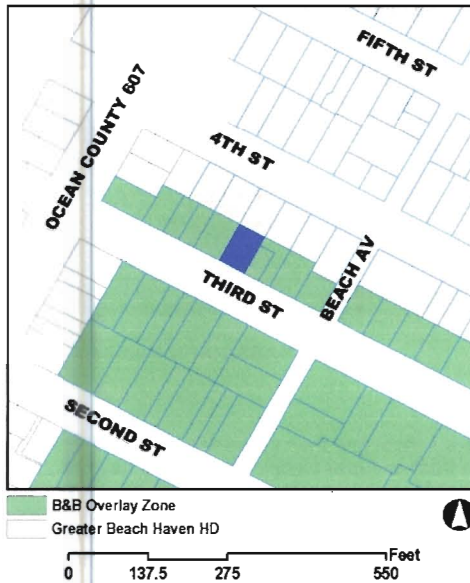 FIFTH ST
OCEAN COUNTY 607
4TH ST
BEACH AV
THIRD ST
SECOND ST
B&B Overlay Zone
Greater Beach Haven HD
Feet
0 137.5 275 550